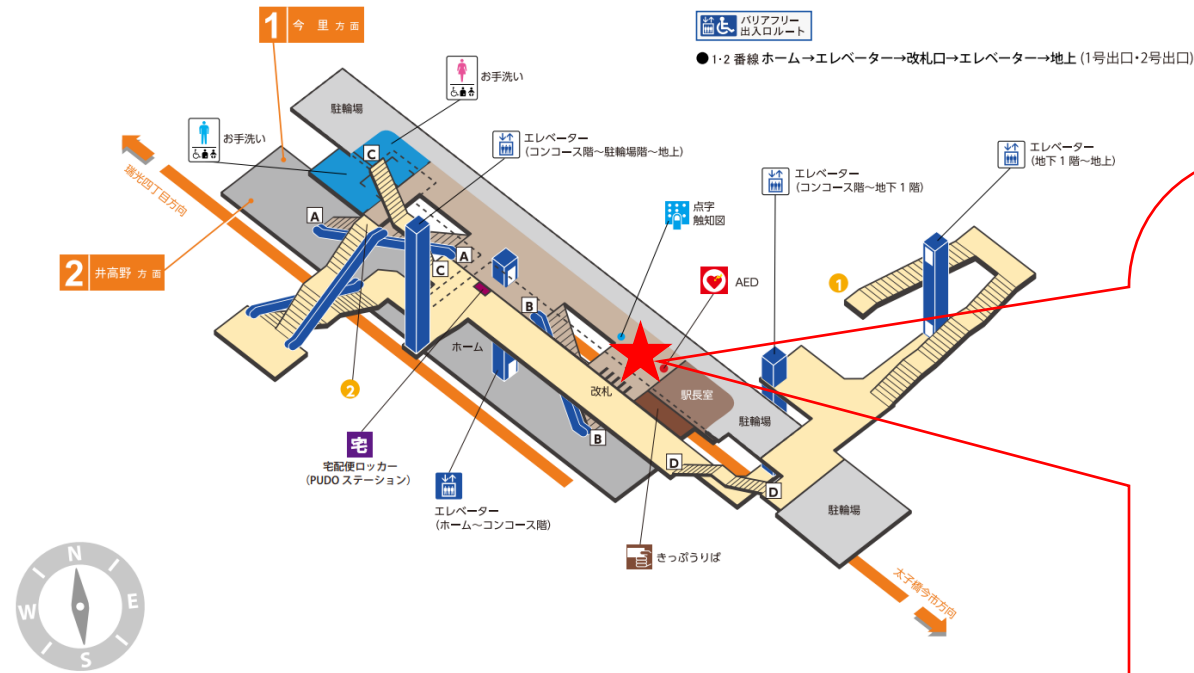 バリアフリー
出入口ルート
●1・2 番線 ホーム→エレベーター→改札口→エレベーター→地上 (1号出口・2号出口)
1 今 里 方 面
お手洗い
駐輪場
お手洗い
エレベーター
(コンコース階〜駐輪場階〜地上)
エレベーター
(地下1階〜地上)
エレベーター
(コンコース階〜地下1階)
瑞光四丁目方向
C
点字
触知図
A
A
2 井高野 方 面
C
AED
1
B
ホーム
2
改札
駅長室
駐輪場
宅
宅配便ロッカー
(PUDO ステーション)
B
D
D
エレベーター
(ホーム〜コンコース階)
駐輪場
きっぷうりば
太子橋今市方向
N
I
I
W
E
I
I
S